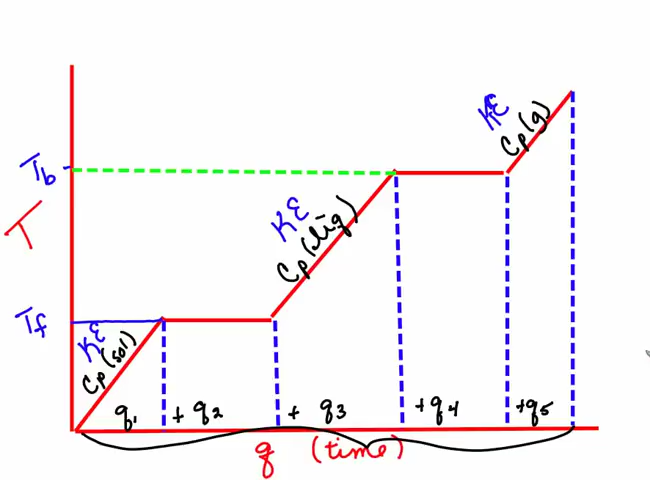 KE
Cp(g)
Tb
T
KE
Cp(liq)
Tf
KE
Cp(sol)
q1 + q2 + q3 + q4 + q5
q (time)